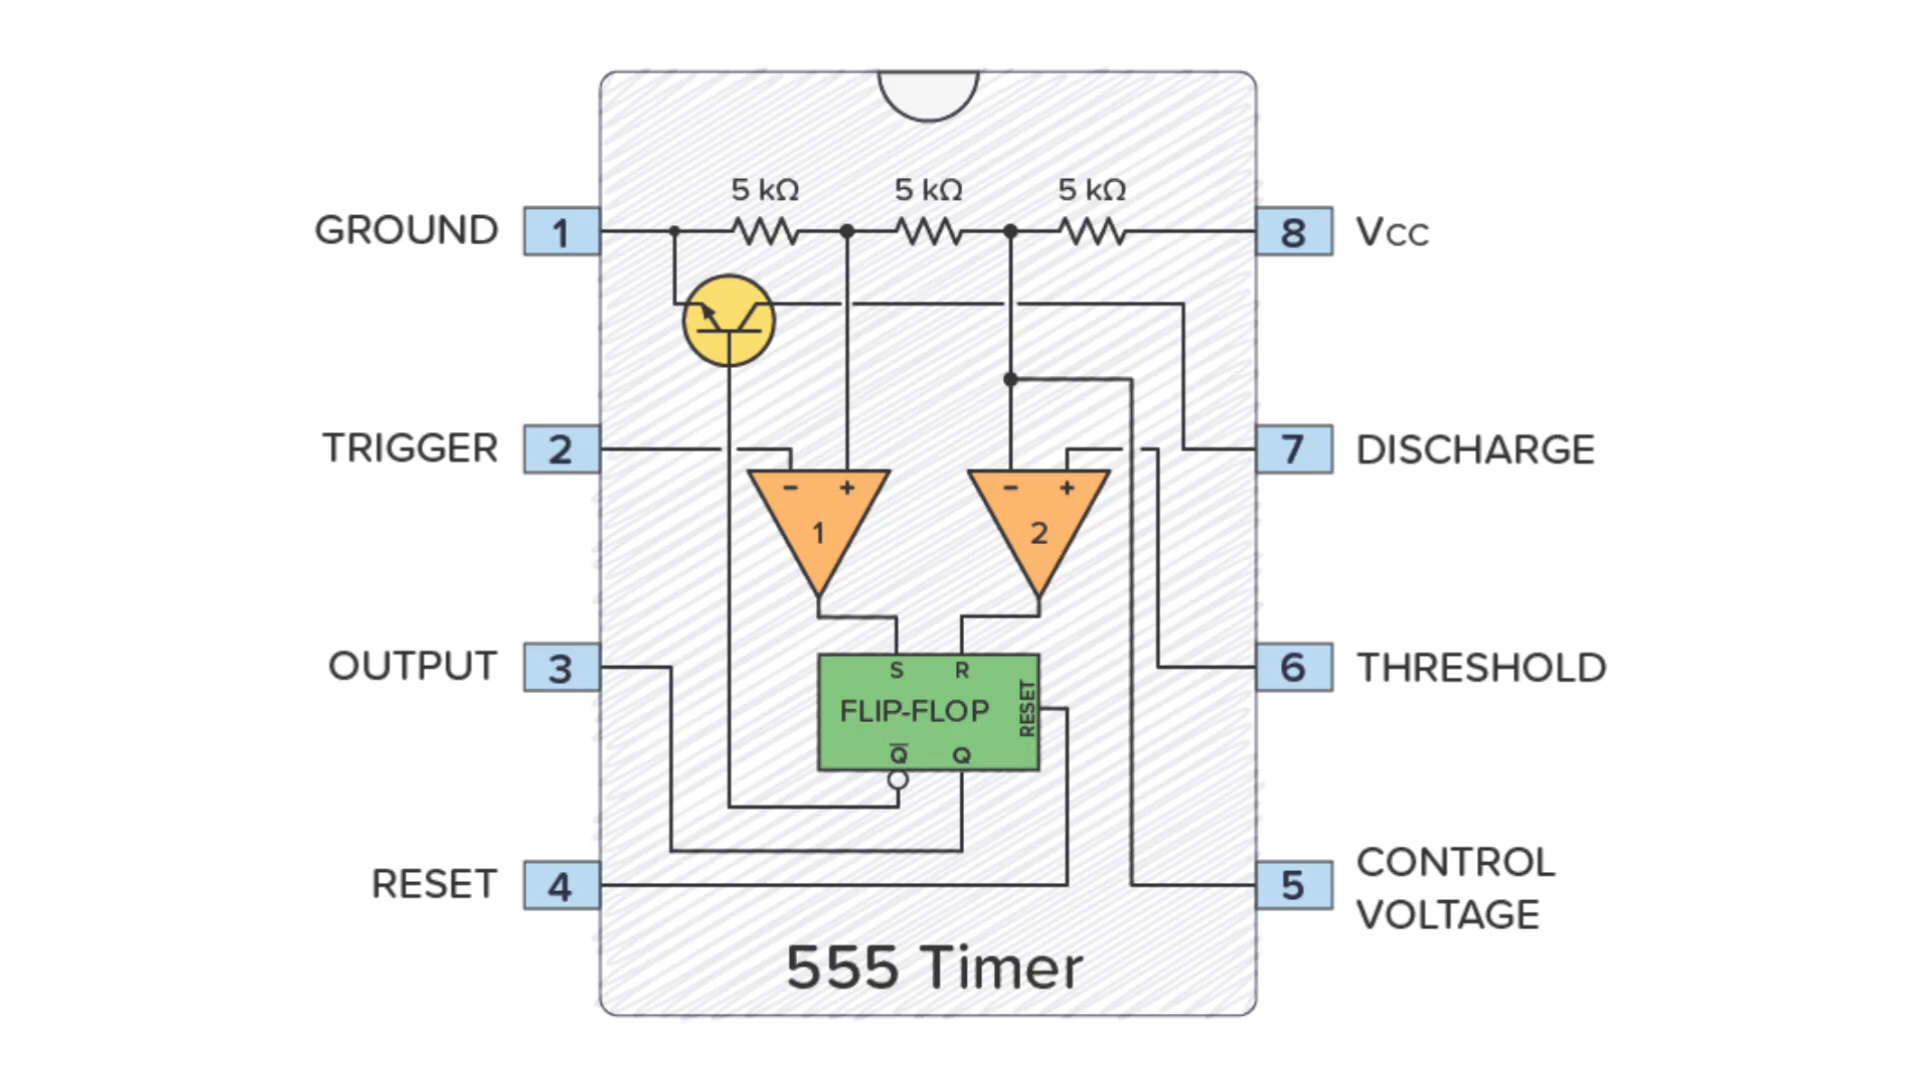 5 kΩ 5 kΩ 5 kΩ
GROUND 1
8 Vcc
TRIGGER 2
7 DISCHARGE
- +
1
- +
2
OUTPUT 3
6 THRESHOLD
S R
FLIP-FLOP
RESET
Q̅ Q
RESET 4
5 CONTROL
VOLTAGE
555 Timer